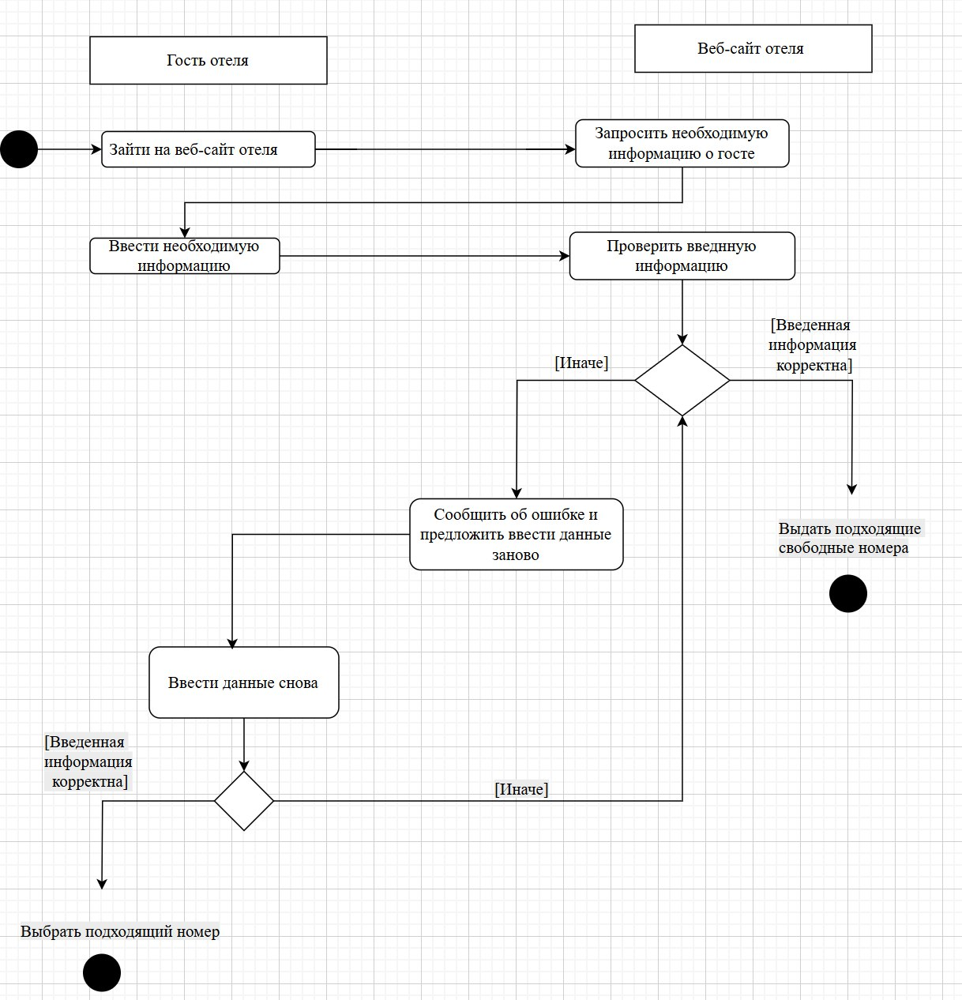 Гость отеля
Веб-сайт отеля
Зайти на веб-сайт отеля
Запросить необходимую
информацию о госте
Ввести необходимую
информацию
Проверить введнную
информацию
[Введенная
информация
корректна]
[Иначе]
Сообщить об ошибке и
предложить ввести данные
заново
Выдать подходящие
свободные номера
Ввести данные снова
[Введенная
информация
корректна]
[Иначе]
Выбрать подходящий номер